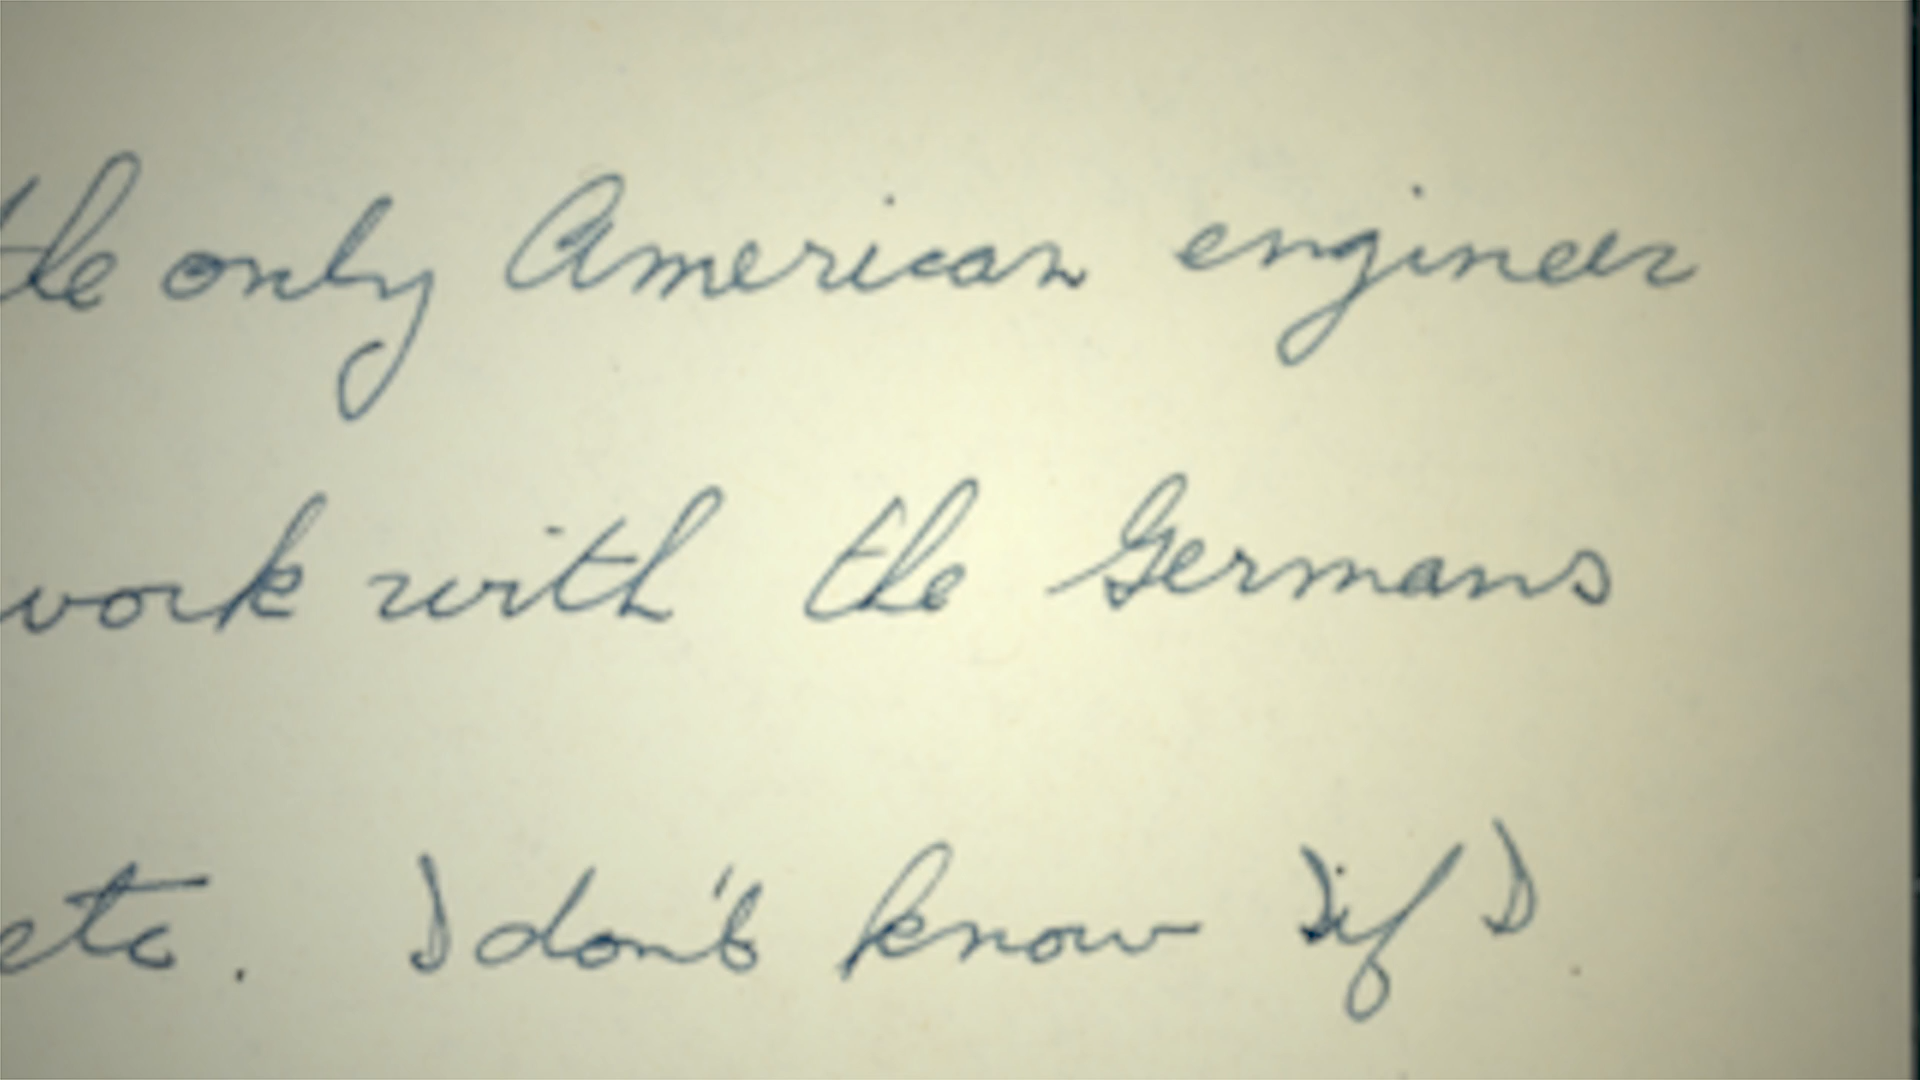 the only American engineer
work with the Germans
etc. I don't know if I